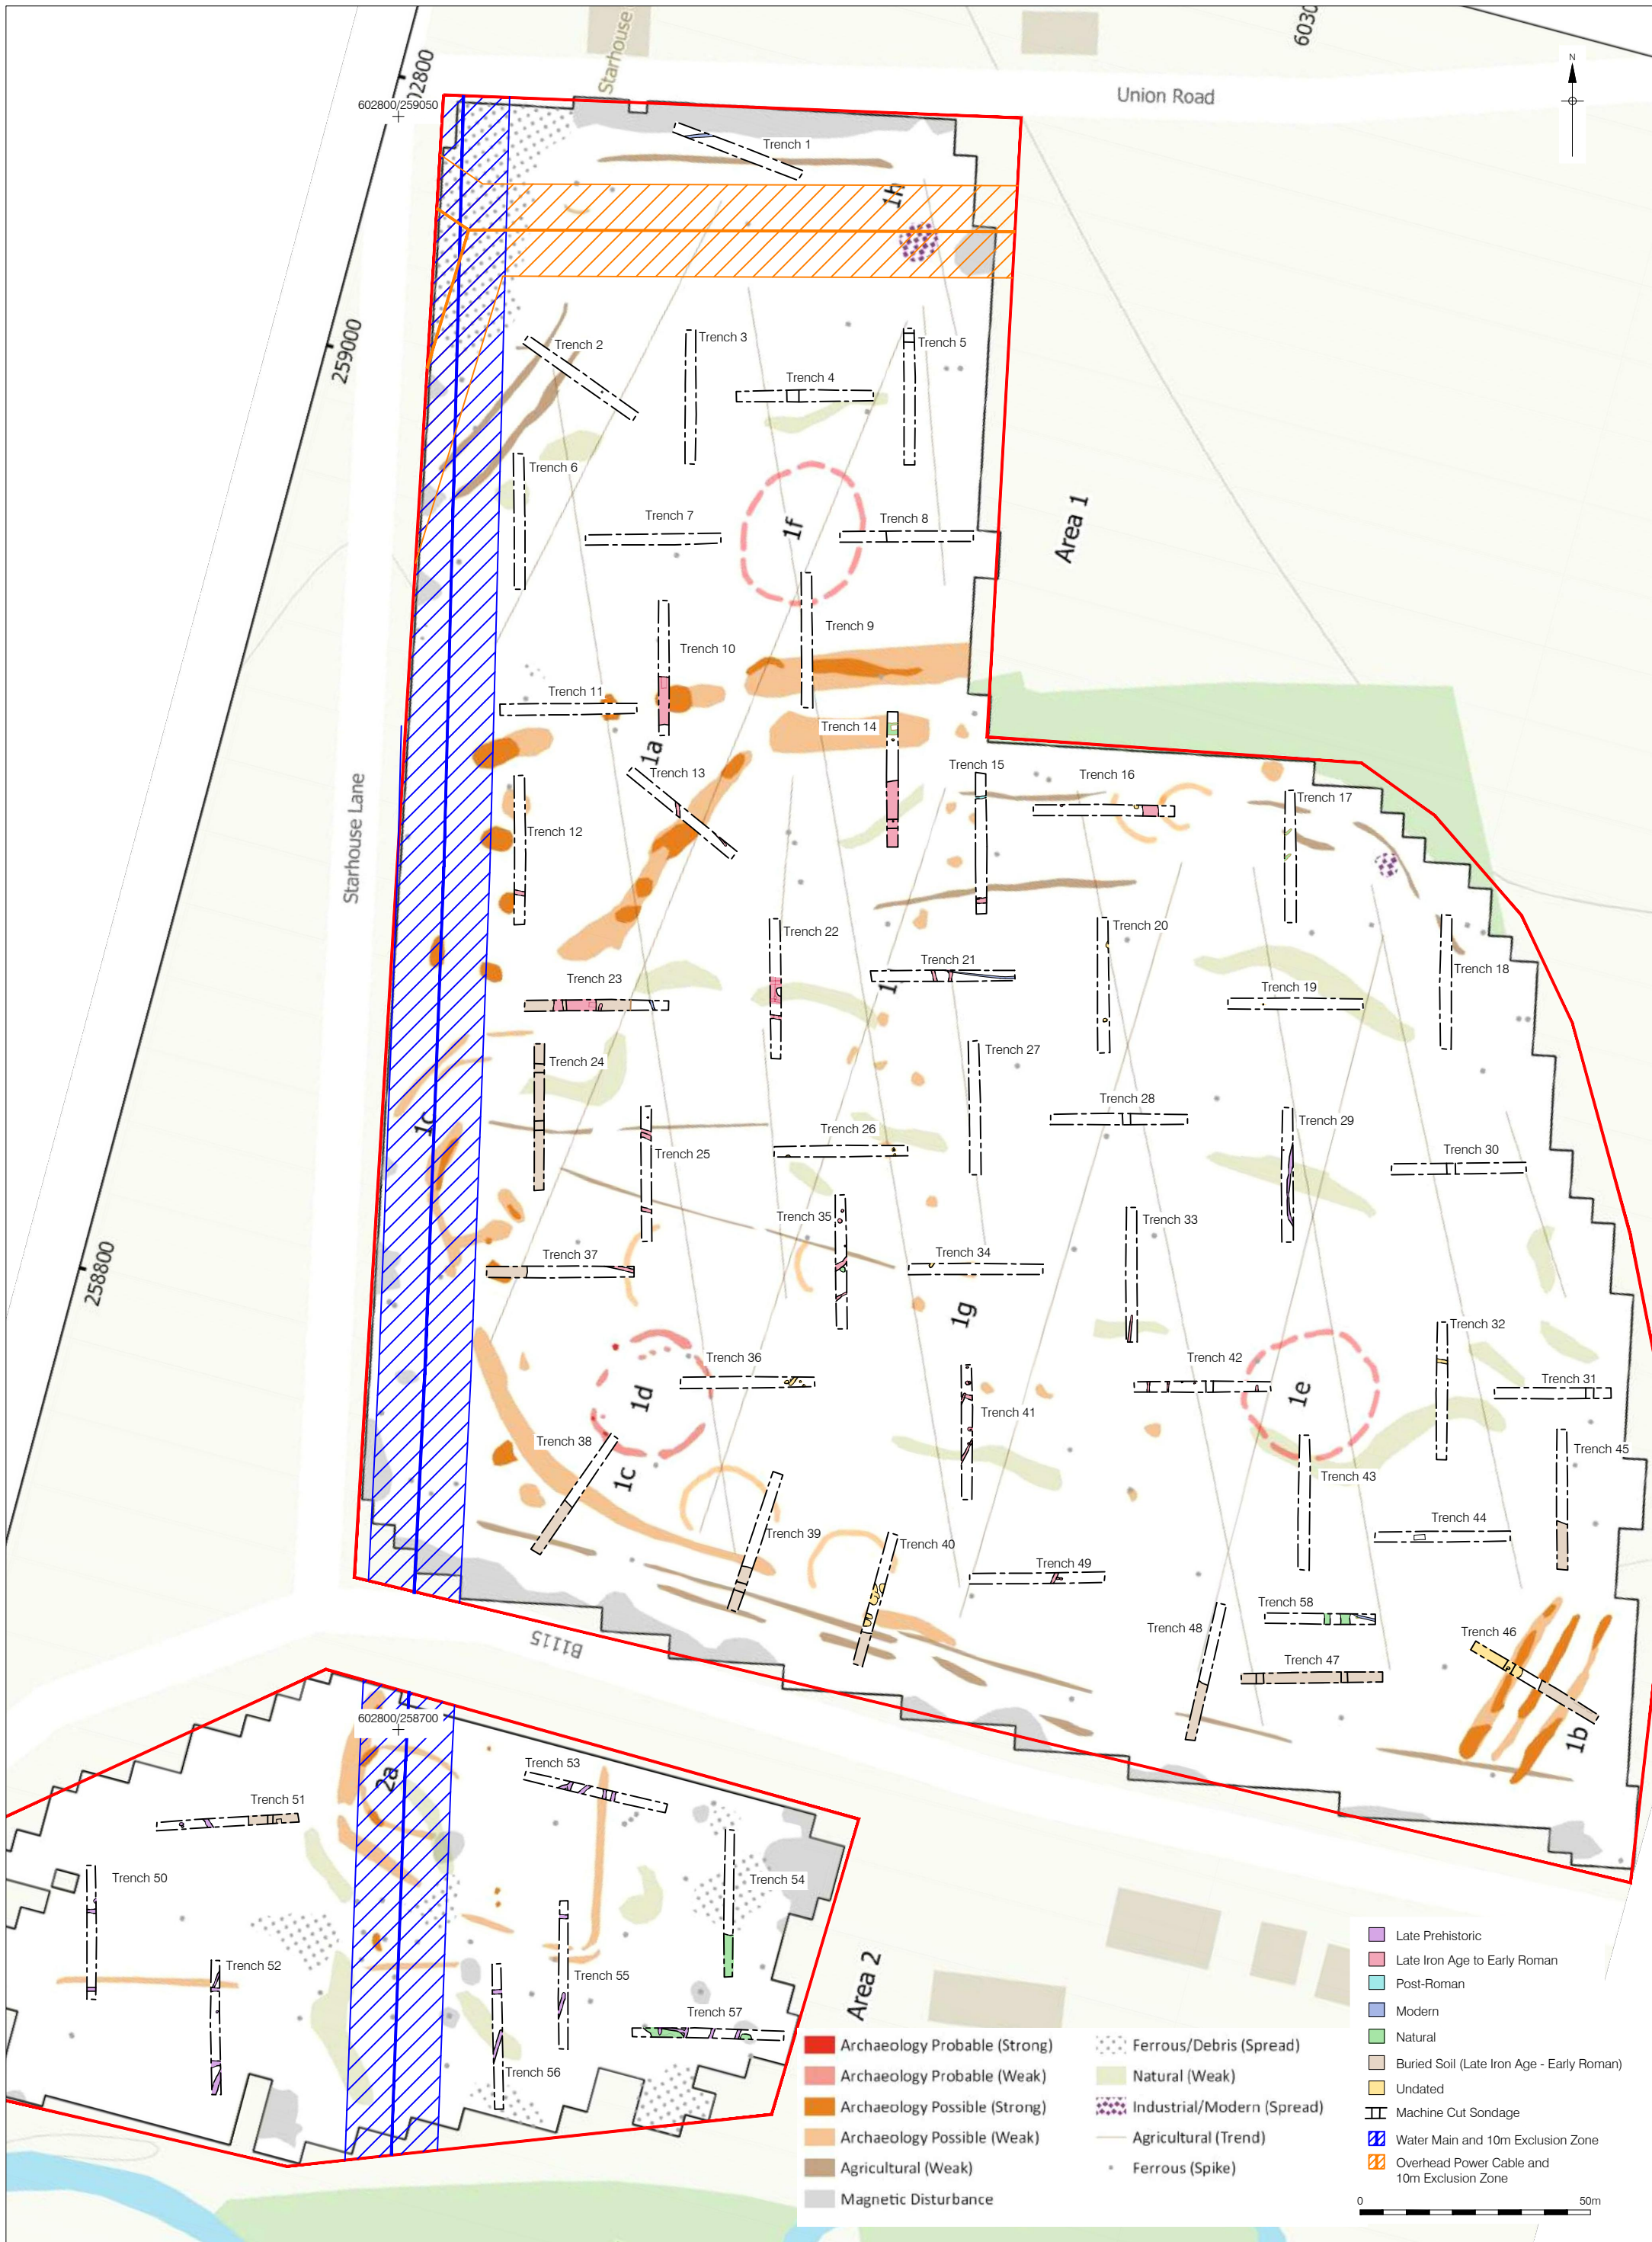 6030
N
02800
Starhouse
602800/259050
Union Road
Trench 1
1h
259000
Trench 2
Trench 3
Trench 5
Trench 4
Trench 6
Trench 7
1f
Trench 8
Area 1
Trench 9
Trench 10
Trench 11
Trench 14
1a
Trench 13
Trench 15
Trench 16
Trench 17
Starhouse Lane
Trench 12
Trench 22
Trench 20
Trench 21
Trench 18
1
Trench 23
Trench 19
Trench 24
Trench 27
1c
Trench 28
Trench 29
Trench 26
Trench 25
Trench 30
258800
Trench 35
Trench 33
Trench 37
Trench 34
1g
Trench 32
Trench 36
Trench 42
1d
1e
Trench 31
Trench 41
Trench 38
Trench 45
1c
Trench 43
Trench 44
Trench 39
Trench 40
Trench 49
Trench 58
Trench 48
Trench 46
B1115
Trench 47
1b
602800/258700
2a
Trench 53
Trench 51
Trench 50
Trench 54
Trench 52
Trench 55
Area 2
Trench 57
Trench 56
Archaeology Probable (Strong)
Archaeology Probable (Weak)
Archaeology Possible (Strong)
Archaeology Possible (Weak)
Agricultural (Weak)
Magnetic Disturbance
Ferrous/Debris (Spread)
Natural (Weak)
Industrial/Modern (Spread)
Agricultural (Trend)
Ferrous (Spike)
Late Prehistoric
Late Iron Age to Early Roman
Post-Roman
Modern
Natural
Buried Soil (Late Iron Age - Early Roman)
Undated
Machine Cut Sondage
Water Main and 10m Exclusion Zone
Overhead Power Cable and
10m Exclusion Zone
0 50m